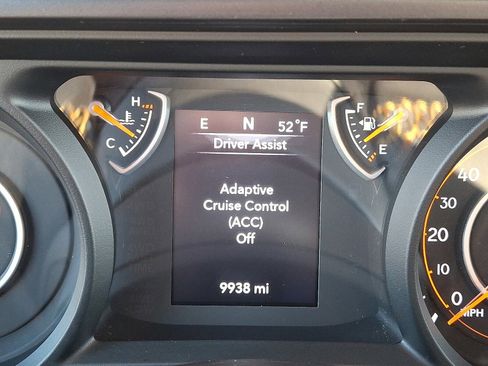 H
C
E N 52°F
Driver Assist
Adaptive
Cruise Control
(ACC)
Off
9938 mi
F
E
40
30
20
10
0
MPH